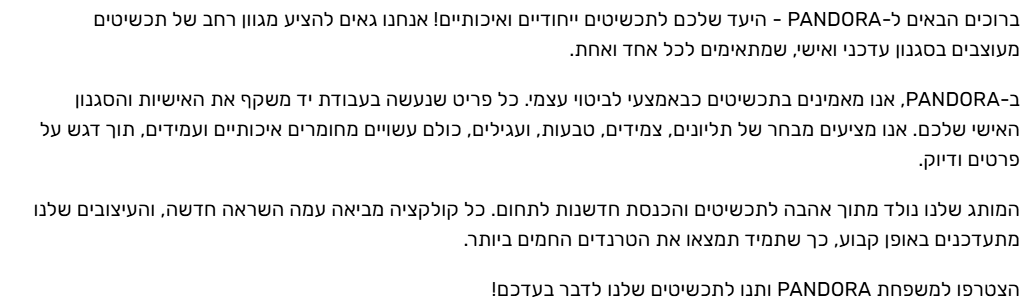 ברוכים הבאים ל-PANDORA - היעד שלכם לתכשיטים ייחודיים ואיכותיים! אנחנו גאים להציע מגוון רחב של תכשיטים
מעוצבים בסגנון עדכני ואישי, שמתאימים לכל אחד ואחת.
ב-PANDORA, אנו מאמינים בתכשיטים כבאמצעי לביטוי עצמי. כל פריט שנעשה בעבודת יד משקף את האישיות והסגנון
האישי שלכם. אנו מציעים מבחר של תליונים, צמידים, טבעות, ועגילים, כולם עשויים מחומרים איכותיים ועמידים, תוך דגש על
פרטים ודיוק.
המותג שלנו נולד מתוך אהבה לתכשיטים והכנסת חדשנות לתחום. כל קולקציה מביאה עמה השראה חדשה, והעיצובים שלנו
מתעדכנים באופן קבוע, כך שתמיד תמצאו את הטרנדים החמים ביותר.
הצטרפו למשפחת PANDORA ותנו לתכשיטים שלנו לדבר בעדכם!